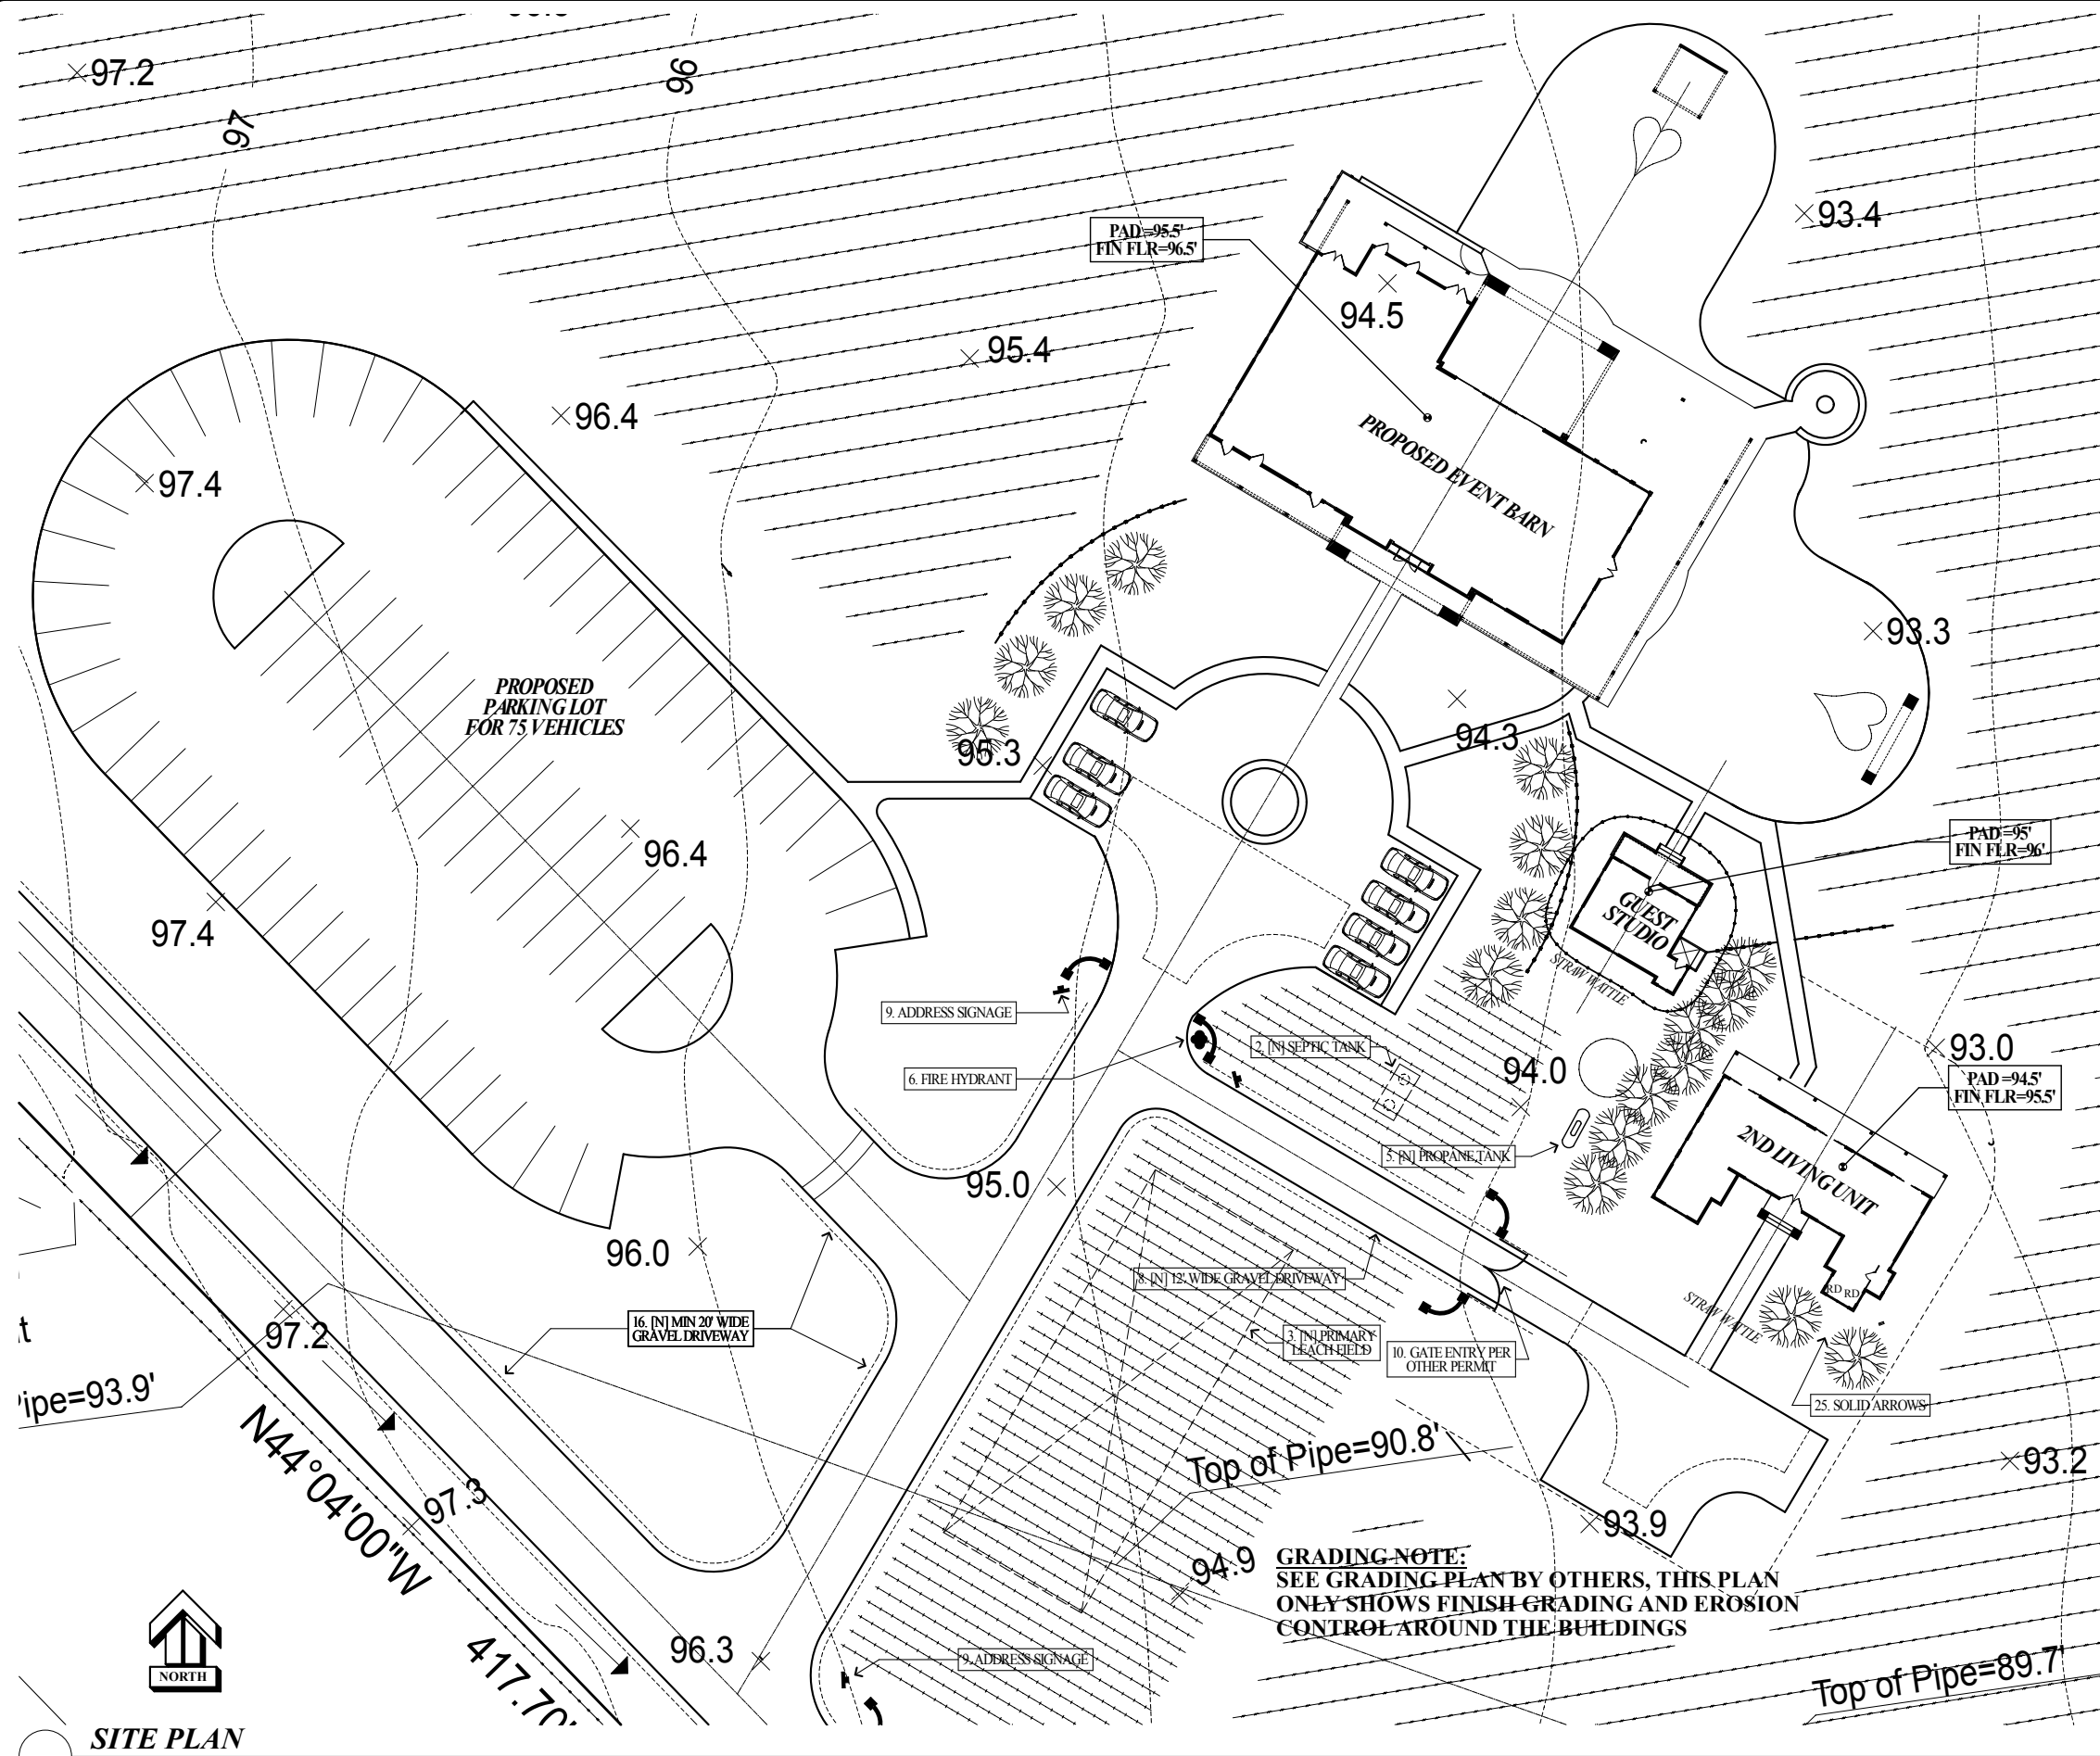 97.2
97
96
93.4
PAD =95.5'
FIN FLR=96.5'
94.5
95.4
96.4
PROPOSED EVENT BARN
97.4
93.3
PROPOSED
PARKING LOT
FOR 75 VEHICLES
95.3
94.3
PAD =95'
FIN FLR=96'
96.4
97.4
GUEST
STUDIO
STRAW WATTLE
9. ADDRESS SIGNAGE
2. [N] SEPTIC TANK
93.0
6. FIRE HYDRANT
94.0
PAD =94.5'
FIN FLR=95.5'
5. [N] PROPANE TANK
2ND LIVING UNIT
95.0
96.0
8. [N] 12' WIDE GRAVEL DRIVEWAY
RD RD
STRAW WATTLE
97.2
16. [N] MIN 20' WIDE
GRAVEL DRIVEWAY
3. [N] PRIMARY
LEACH FIELD
10. GATE ENTRY PER
OTHER PERMIT
25. SOLID ARROWS
ipe=93.9'
Top of Pipe=90.8'
93.2
N44°04'00"W
97.3
93.9
94.9
GRADING NOTE:
SEE GRADING PLAN BY OTHERS, THIS PLAN
ONLY SHOWS FINISH GRADING AND EROSION
CONTROL AROUND THE BUILDINGS
417.70'
96.3
9. ADDRESS SIGNAGE
Top of Pipe=89.7'
NORTH
SITE PLAN